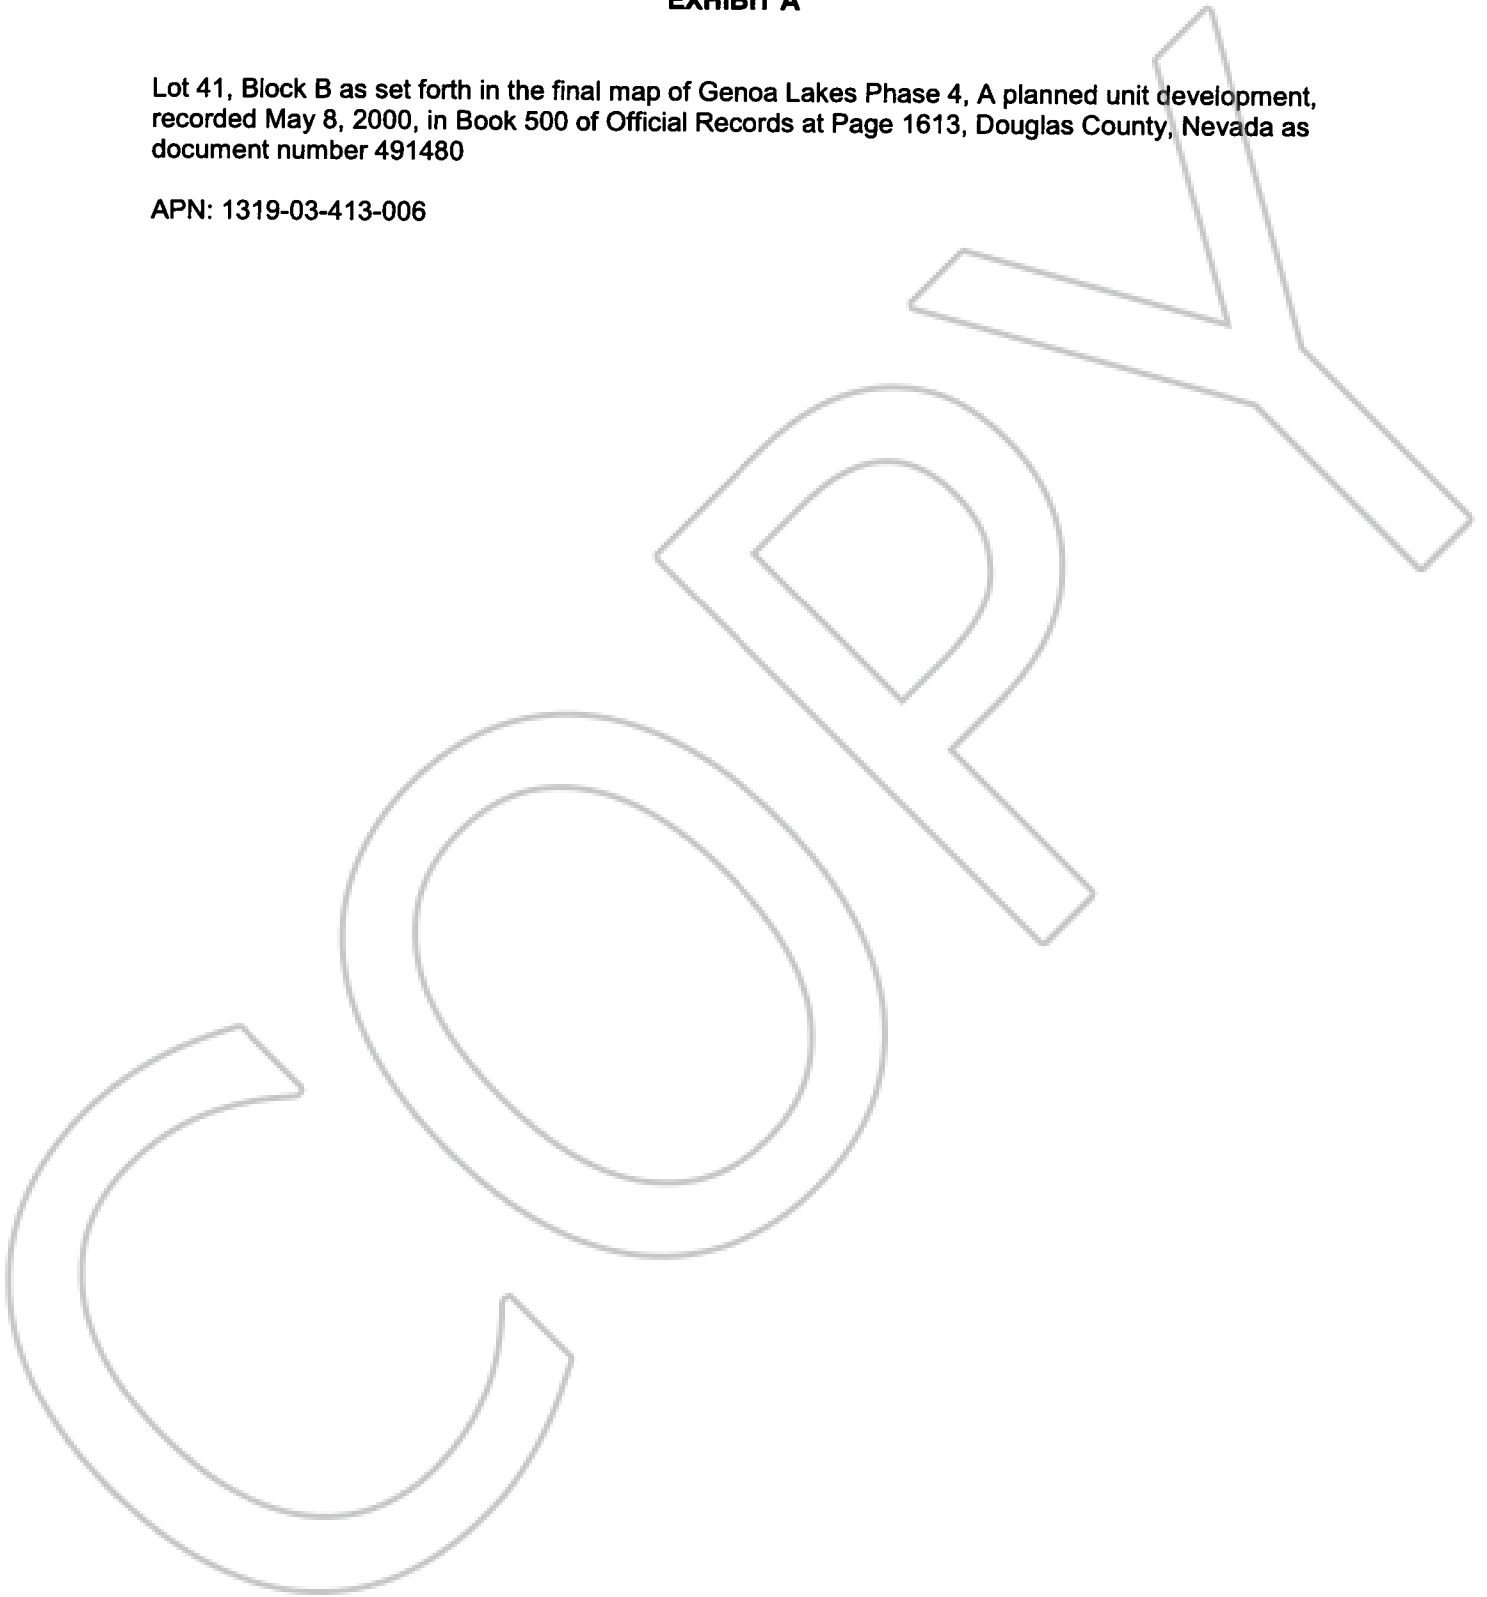 EXHIBIT A
Lot 41, Block B as set forth in the final map of Genoa Lakes Phase 4, A planned unit development,
recorded May 8, 2000, in Book 500 of Official Records at Page 1613, Douglas County, Nevada as
document number 491480
APN: 1319-03-413-006
COPY